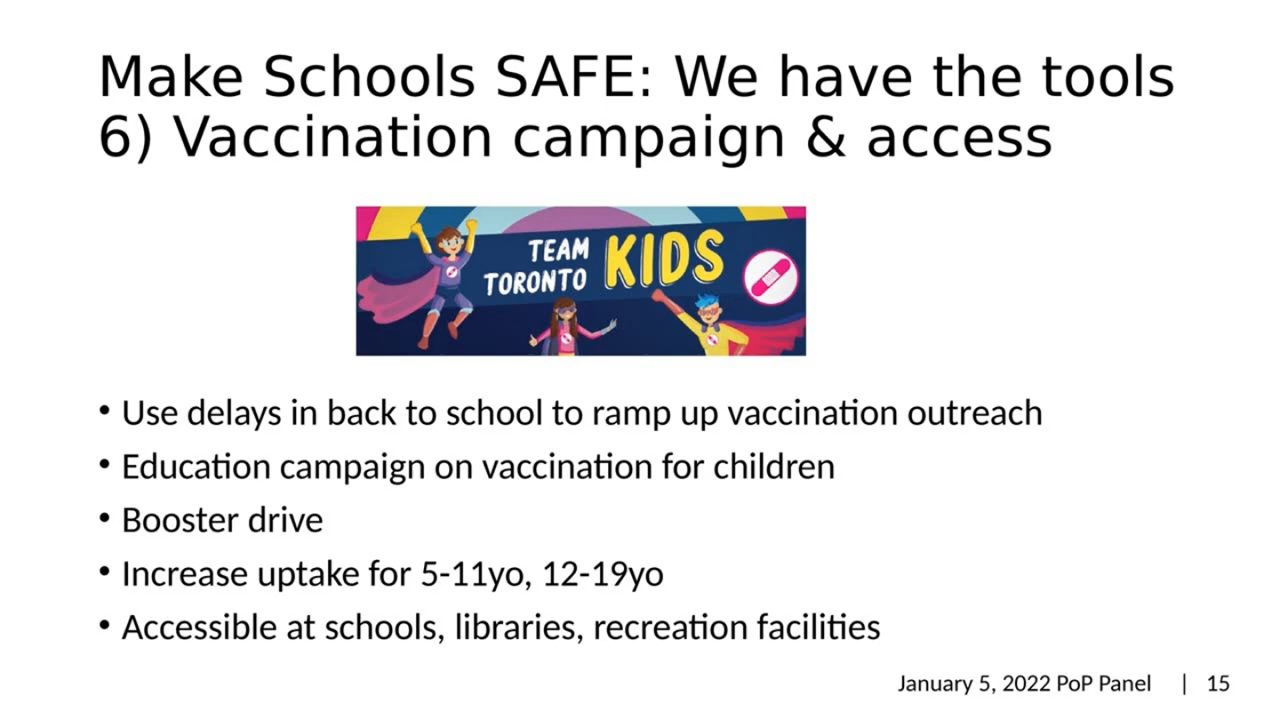 Make Schools SAFE: We have the tools
6) Vaccination campaign & access
TEAM
TORONTO KIDS
• Use delays in back to school to ramp up vaccination outreach
• Education campaign on vaccination for children
• Booster drive
• Increase uptake for 5-11yo, 12-19yo
• Accessible at schools, libraries, recreation facilities
January 5, 2022 PoP Panel | 15